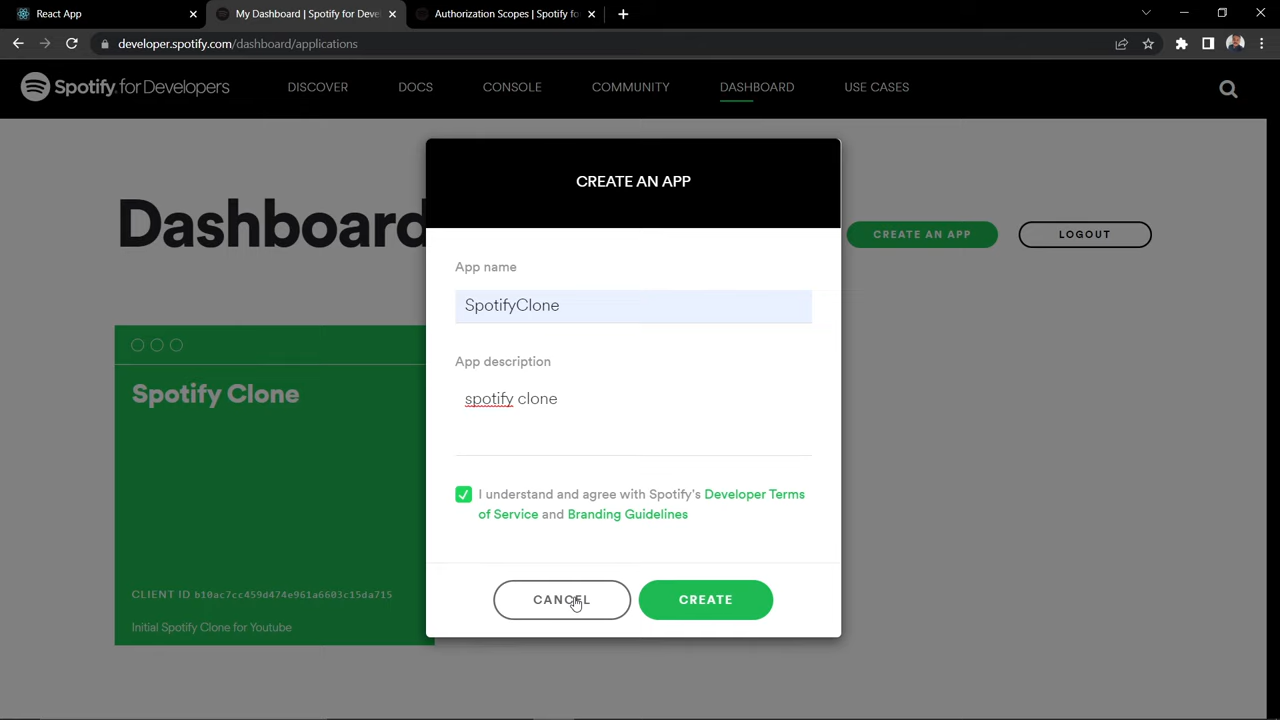 React App
My Dashboard | Spotify for Devel
Authorization Scopes | Spotify fo
developer.spotify.com/dashboard/applications
Spotify for Developers
DISCOVER
DOCS
CONSOLE
COMMUNITY
DASHBOARD
USE CASES
CREATE AN APP
Dashboard
CREATE AN APP
LOGOUT
App name
SpotifyClone
App description
spotify clone
Spotify Clone
I understand and agree with Spotify's Developer Terms
of Service and Branding Guidelines
CLIENT ID b10ac7cc459d474e961a6603c15da715
Initial Spotify Clone for Youtube
CANCEL
CREATE